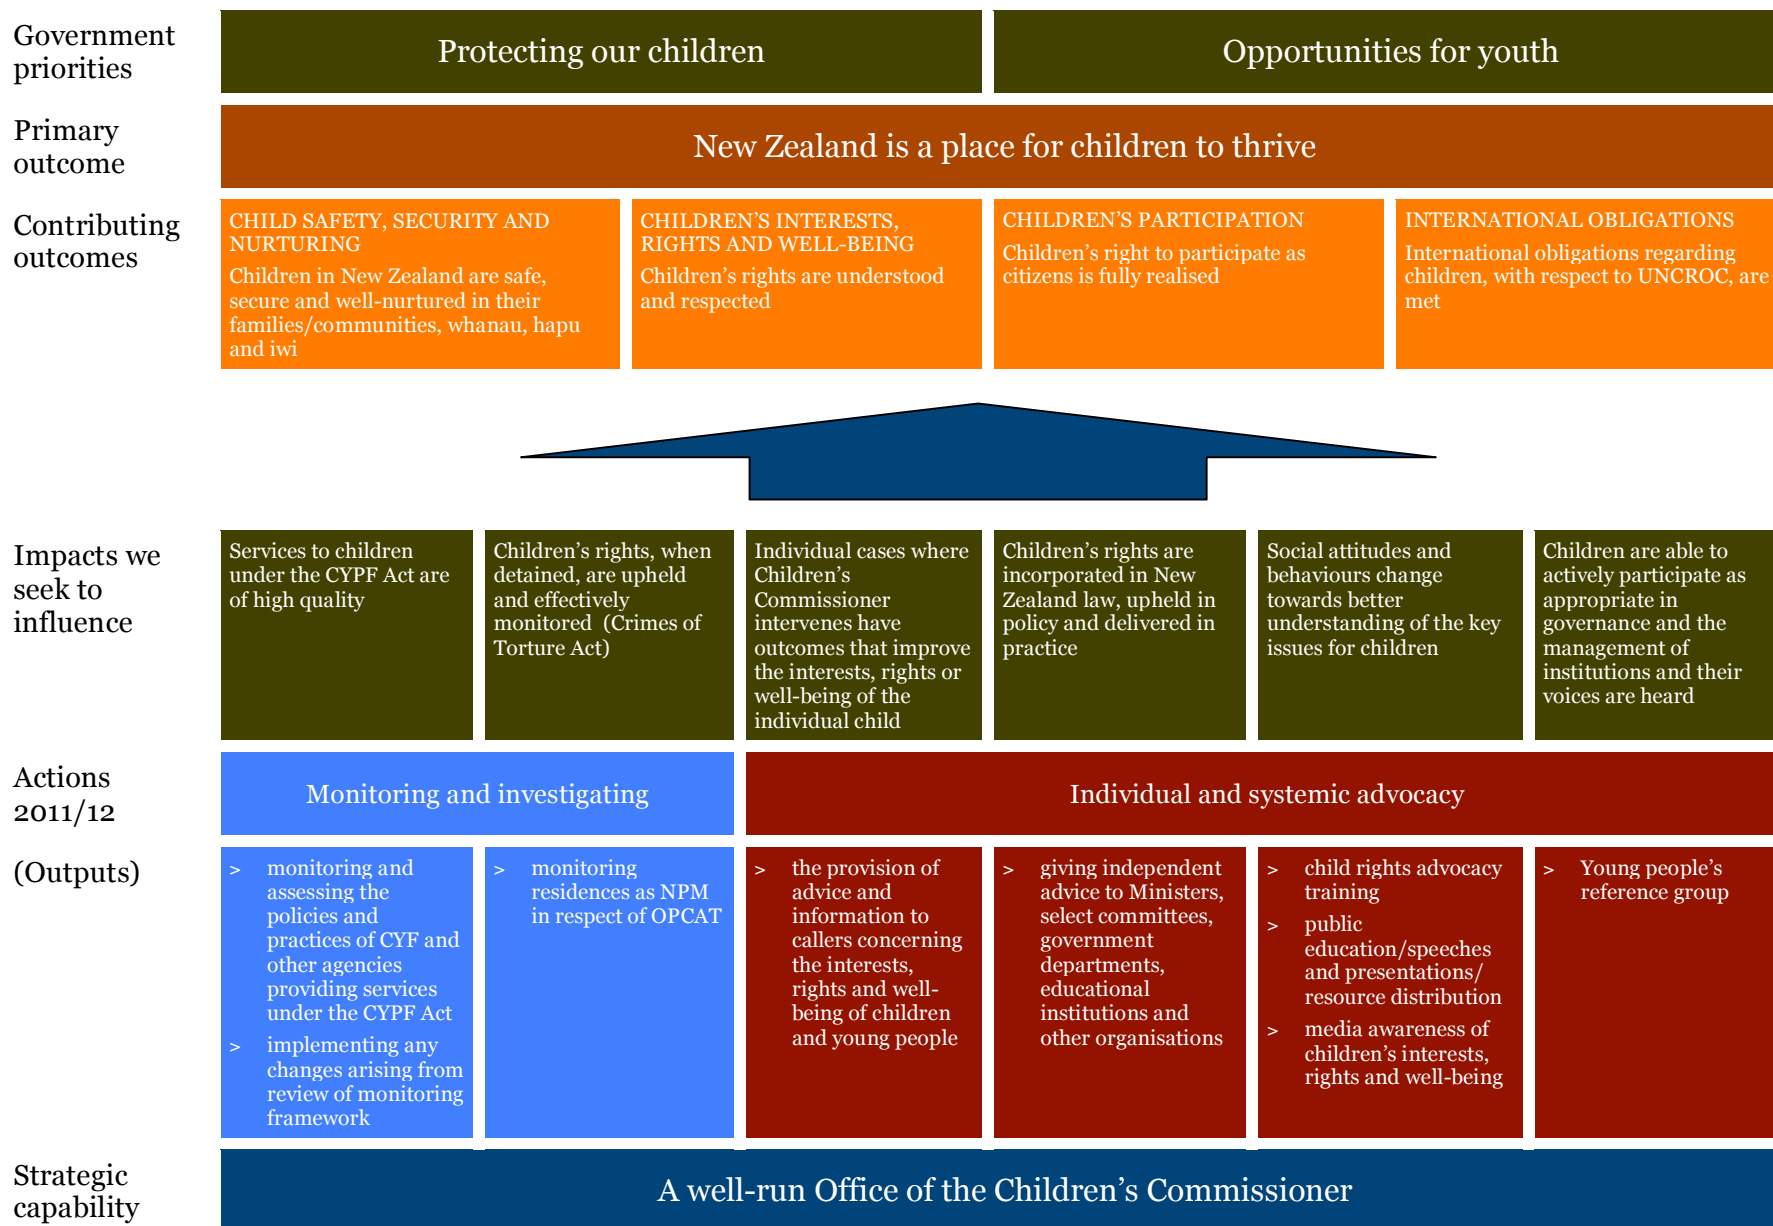 Government
priorities
Protecting our children
Opportunities for youth
Primary
outcome
New Zealand is a place for children to thrive
Contributing
outcomes
CHILD SAFETY, SECURITY AND
NURTURING
Children in New Zealand are safe,
secure and well-nurtured in their
families/communities, whanau, hapu
and iwi
CHILDREN’S INTERESTS,
RIGHTS AND WELL-BEING
Children’s rights are understood
and respected
CHILDREN’S PARTICIPATION
Children’s right to participate as
citizens is fully realised
INTERNATIONAL OBLIGATIONS
International obligations regarding
children, with respect to UNCROC, are
met
Impacts we
seek to
influence
Services to children
under the CYPF Act are
of high quality
Children’s rights, when
detained, are upheld
and effectively
monitored (Crimes of
Torture Act)
Individual cases where
Children’s
Commissioner
intervenes have
outcomes that improve
the interests, rights or
well-being of the
individual child
Children’s rights are
incorporated in New
Zealand law, upheld in
policy and delivered in
practice
Social attitudes and
behaviours change
towards better
understanding of the key
issues for children
Children are able to
actively participate as
appropriate in
governance and the
management of
institutions and their
voices are heard
Actions
2011/12
Monitoring and investigating
Individual and systemic advocacy
(Outputs)
> monitoring and
assessing the
policies and
practices of CYF and
other agencies
providing services
under the CYPF Act
> implementing any
changes arising from
review of monitoring
framework
> monitoring
residences as NPM
in respect of OPCAT
> the provision of
advice and
information to
callers concerning
the interests,
rights and well-
being of children
and young people
> giving independent
advice to Ministers,
select committees,
government
departments,
educational
institutions and
other organisations
> child rights advocacy
training
> public
education/speeches
and presentations/
resource distribution
> media awareness of
children’s interests,
rights and well-being
> Young people’s
reference group
Strategic
capability
A well-run Office of the Children’s Commissioner